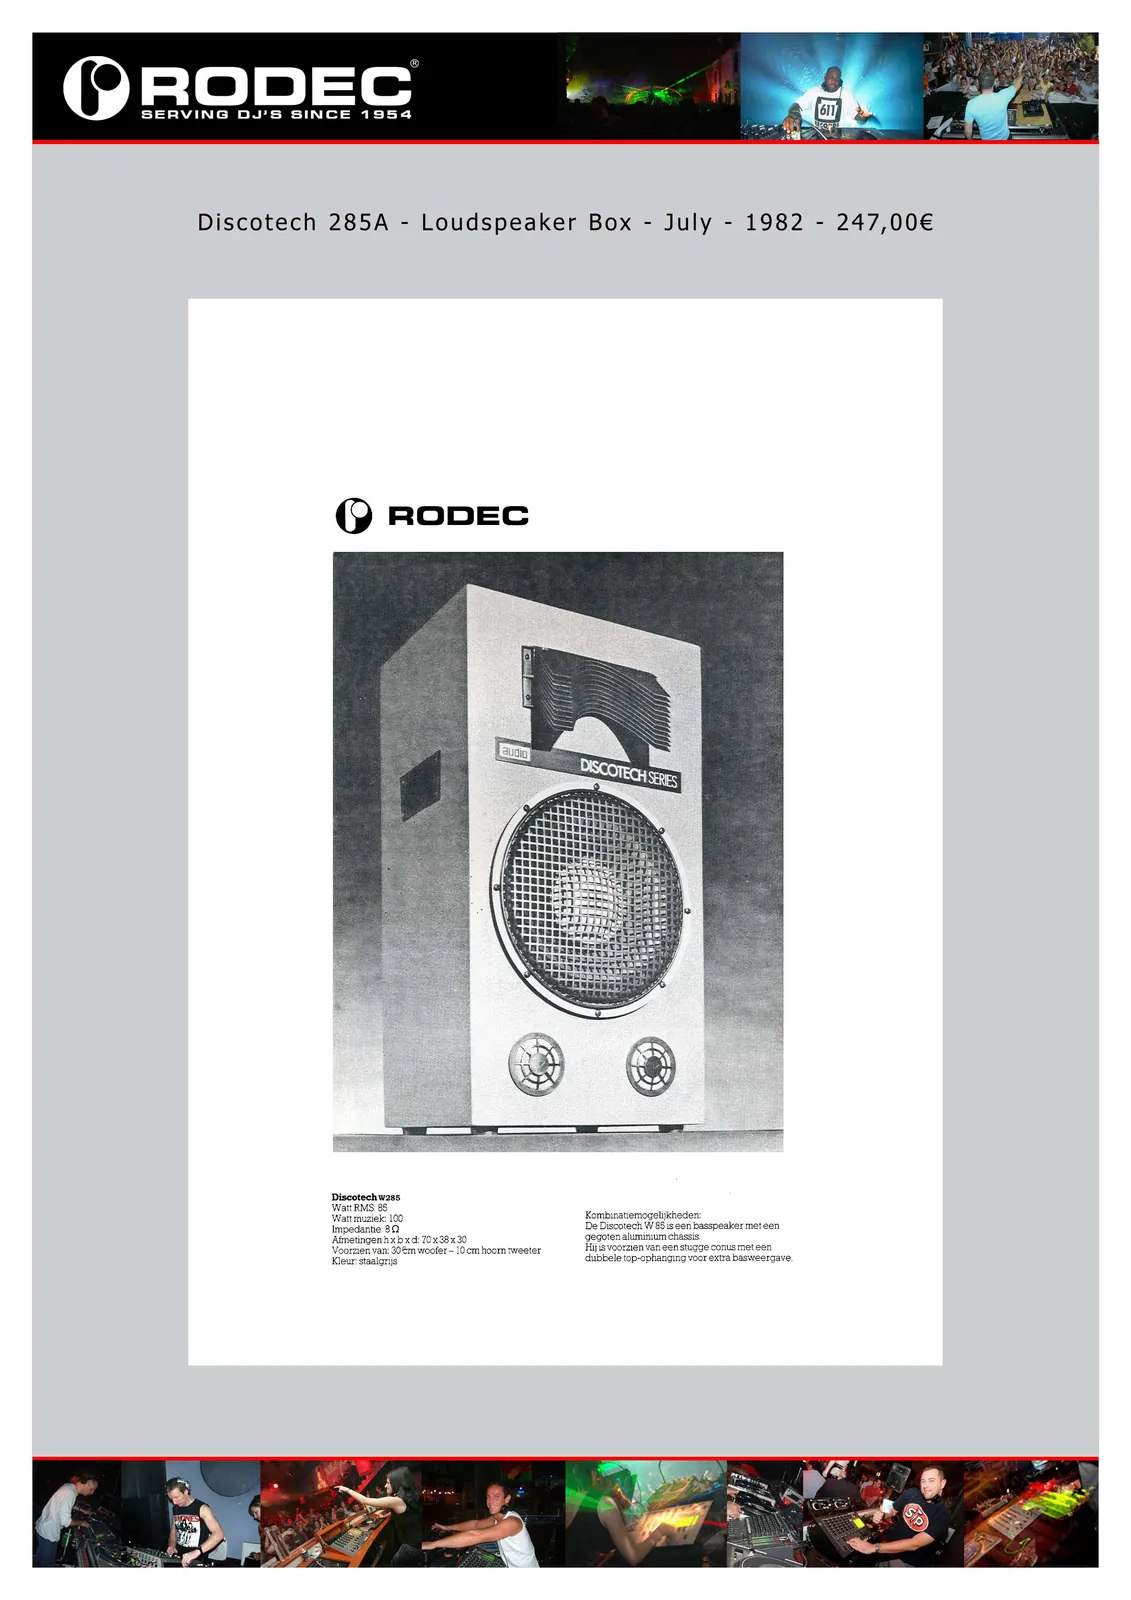 RODEC®
SERVING DJ'S SINCE 1954
611
Discotech 285A - Loudspeaker Box - July - 1982 - 247,00€
RODEC
audio
DISCOTECH SERIES
Discotech W285
Watt RMS: 85
Watt muziek: 100
Impedantie: 8 Ω
Afmetingen h x b x d: 70 x 38 x 30
Voorzien van: 30 cm woofer – 10 cm hoorn tweeter
Kleur: staalgrijs
Kombinatiemogelijkheden:
De Discotech W 85 is een basspeaker met een
gegoten aluminium chassis.
Hij is voorzien van een stugge conus met een
dubbele top-ophanging voor extra basweergave.